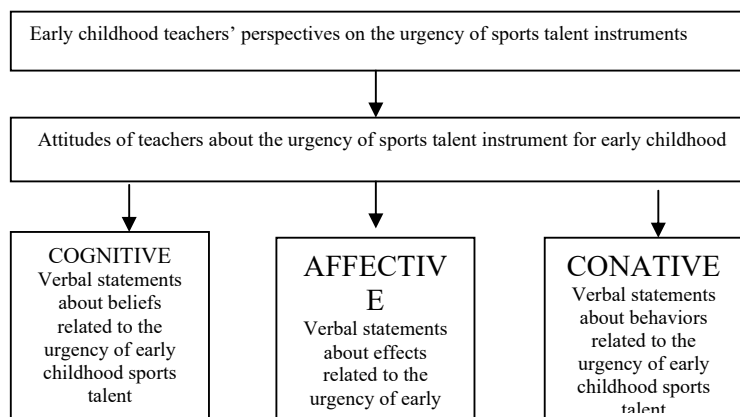 Early childhood teachers’ perspectives on the urgency of sports talent instruments
Attitudes of teachers about the urgency of sports talent instrument for early childhood
COGNITIVE
Verbal statements
about beliefs
related to the
urgency of early
childhood sports
talent
AFFECTIV
E
Verbal statements
about effects
related to the
urgency of early
CONATIVE
Verbal statements
about behaviors
related to the
urgency of early
childhood sports
talent